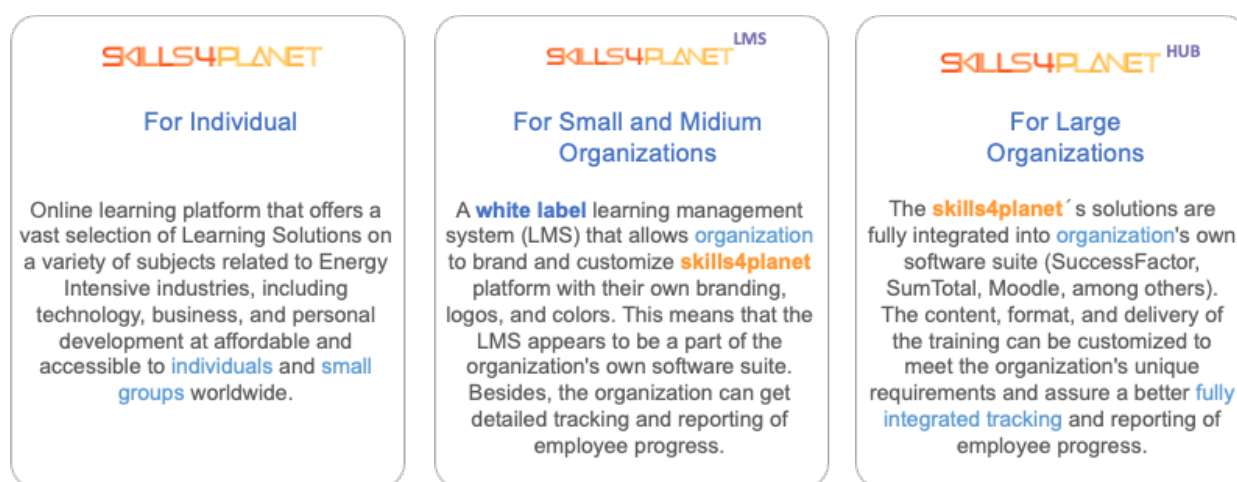 SKILLS4PLANET
For Individual
Online learning platform that offers a
vast selection of Learning Solutions on
a variety of subjects related to Energy
Intensive industries, including
technology, business, and personal
development at affordable and
accessible to individuals and small
groups worldwide.
SKILLS4PLANET LMS
For Small and Midium
Organizations
A white label learning management
system (LMS) that allows organization
to brand and customize skills4planet
platform with their own branding,
logos, and colors. This means that the
LMS appears to be a part of the
organization's own software suite.
Besides, the organization can get
detailed tracking and reporting of
employee progress.
SKILLS4PLANET HUB
For Large
Organizations
The skills4planet´s solutions are
fully integrated into organization's own
software suite (SuccessFactor,
SumTotal, Moodle, among others).
The content, format, and delivery of
the training can be customized to
meet the organization's unique
requirements and assure a better fully
integrated tracking and reporting of
employee progress.